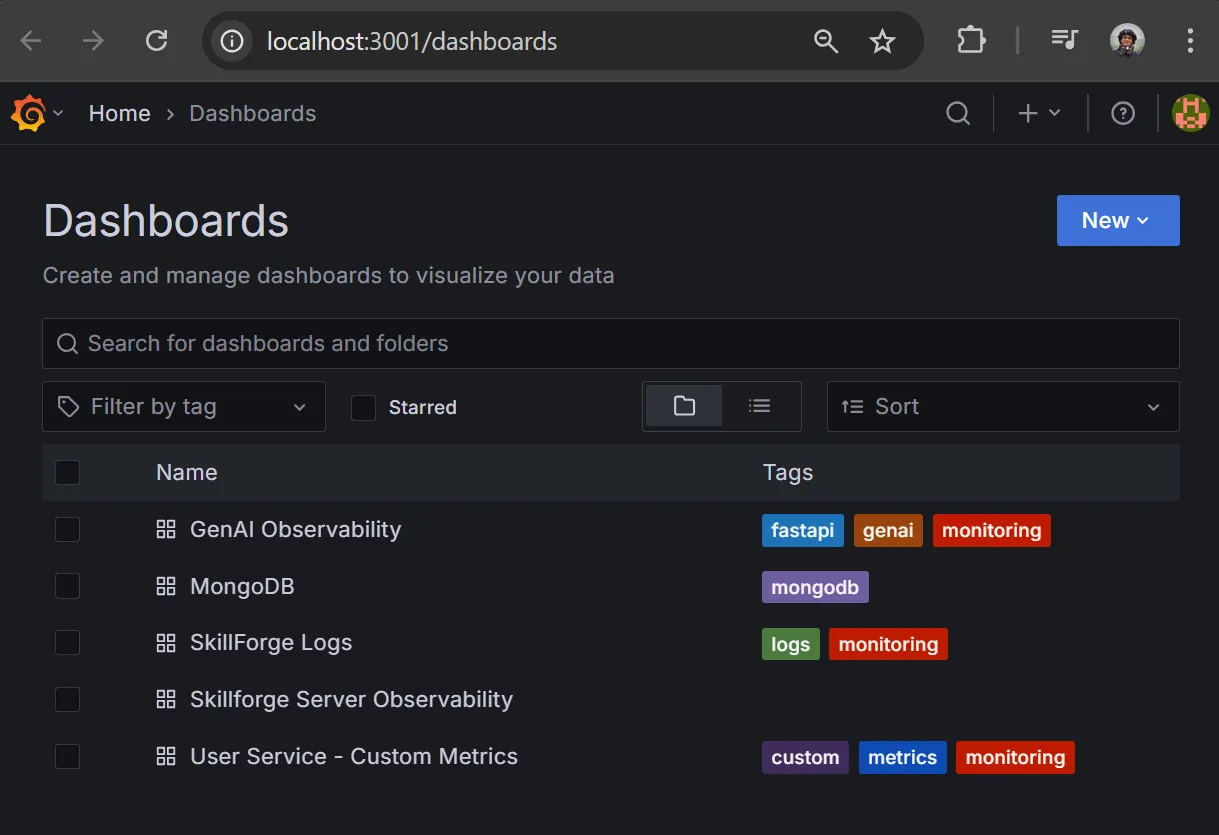 localhost:3001/dashboards
Home › Dashboards
Dashboards
New
Create and manage dashboards to visualize your data
Search for dashboards and folders
Filter by tag
Starred
Sort
Name Tags
GenAI Observability fastapi genai monitoring
MongoDB mongodb
SkillForge Logs logs monitoring
Skillforge Server Observability
User Service - Custom Metrics custom metrics monitoring